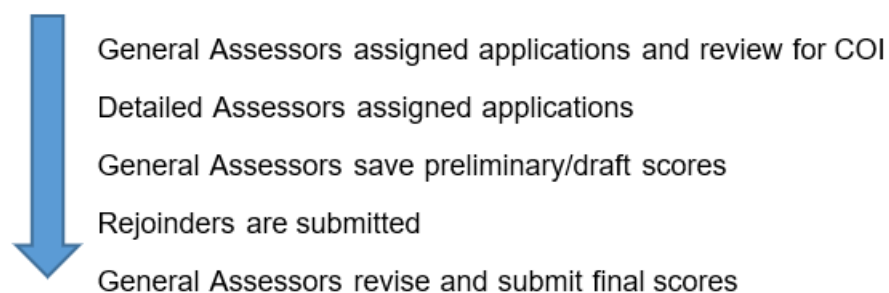 General Assessors assigned applications and review for COI
Detailed Assessors assigned applications
General Assessors save preliminary/draft scores
Rejoinders are submitted
General Assessors revise and submit final scores